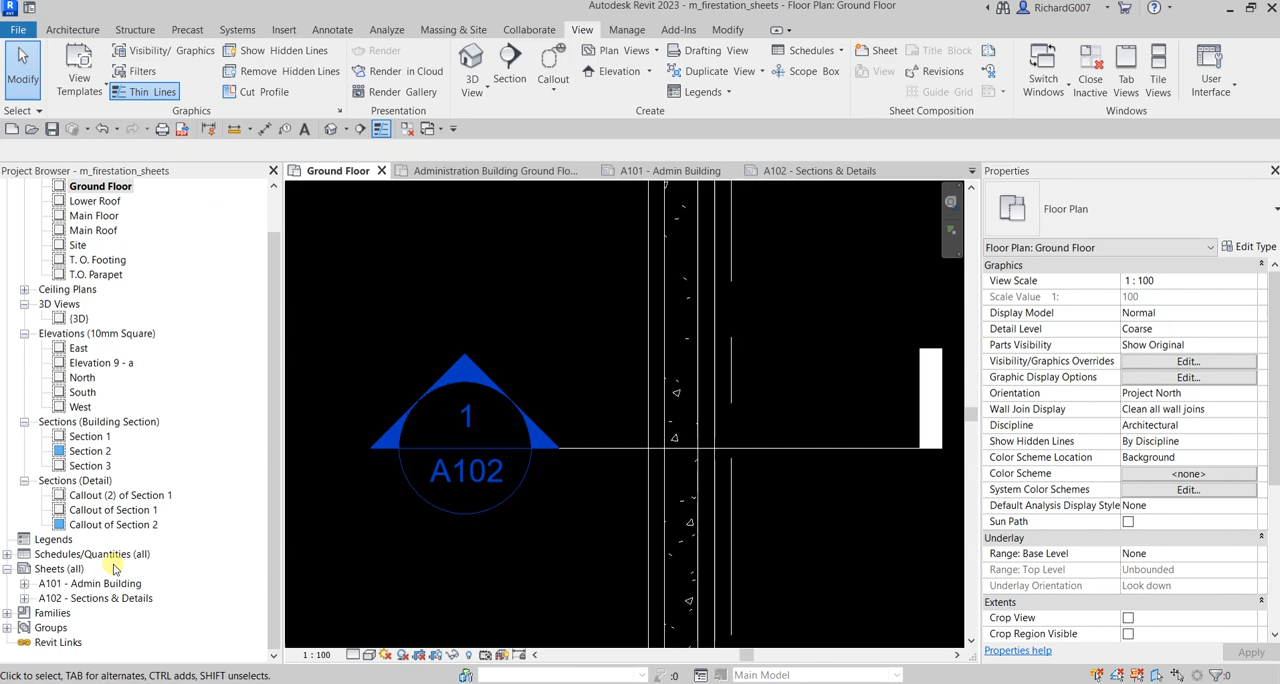 Autodesk Revit 2023 - m_firestation_sheets - Floor Plan: Ground Floor
RichardG007
File Architecture Structure Precast Systems Insert Annotate Analyze Massing & Site Collaborate View Manage Add-Ins Modify
Modify
View Templates
Visibility/ Graphics
Filters
Thin Lines
Show Hidden Lines
Remove Hidden Lines
Cut Profile
Render
Render in Cloud
Render Gallery
3D View
Section
Callout
Plan Views
Elevation
Drafting View
Duplicate View
Legends
Schedules
Scope Box
Sheet
View
Title Block
Revisions
Guide Grid
Switch Windows
Close Inactive
Tab Views
Tile Views
User Interface
Select
Graphics
Presentation
Create
Sheet Composition
Windows
Project Browser - m_firestation_sheets
Ground Floor
Lower Roof
Main Floor
Main Roof
Site
T. O. Footing
T.O. Parapet
Ceiling Plans
3D Views
{3D}
Elevations (10mm Square)
East
Elevation 9 - a
North
South
West
Sections (Building Section)
Section 1
Section 2
Section 3
Sections (Detail)
Callout (2) of Section 1
Callout of Section 1
Callout of Section 2
Legends
Schedules/Quantities (all)
Sheets (all)
A101 - Admin Building
A102 - Sections & Details
Families
Groups
Revit Links
Ground Floor
Administration Building Ground Flo...
A101 - Admin Building
A102 - Sections & Details
1
A102
1 : 100
Properties
Floor Plan
Floor Plan: Ground Floor
Edit Type
Graphics
View Scale 1 : 100
Scale Value 1: 100
Display Model Normal
Detail Level Coarse
Parts Visibility Show Original
Visibility/Graphics Overrides Edit...
Graphic Display Options Edit...
Orientation Project North
Wall Join Display Clean all wall joins
Discipline Architectural
Show Hidden Lines By Discipline
Color Scheme Location Background
Color Scheme <none>
System Color Schemes Edit...
Default Analysis Display Style None
Sun Path
Underlay
Range: Base Level None
Range: Top Level Unbounded
Underlay Orientation Look down
Extents
Crop View
Crop Region Visible
Properties help
Apply
Click to select, TAB for alternates, CTRL adds, SHIFT unselects.
:0
Main Model
:0